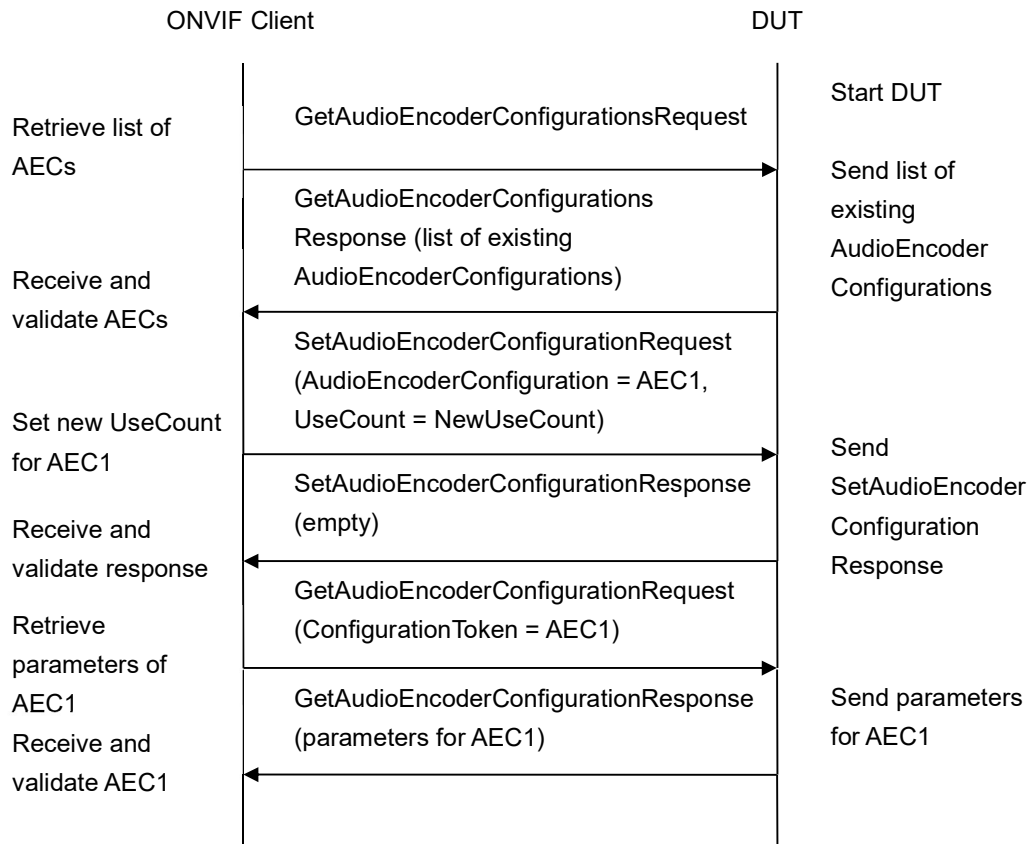 ONVIF Client
DUT
Start DUT
Retrieve list of
AECs
GetAudioEncoderConfigurationsRequest
Send list of
existing
AudioEncoder
Configurations
GetAudioEncoderConfigurations
Response (list of existing
AudioEncoderConfigurations)
Receive and
validate AECs
SetAudioEncoderConfigurationRequest
(AudioEncoderConfiguration = AEC1,
UseCount = NewUseCount)
Set new UseCount
for AEC1
Send
SetAudioEncoder
Configuration
Response
SetAudioEncoderConfigurationResponse
(empty)
Receive and
validate response
GetAudioEncoderConfigurationRequest
(ConfigurationToken = AEC1)
Retrieve
parameters of
AEC1
Send parameters
for AEC1
GetAudioEncoderConfigurationResponse
(parameters for AEC1)
Receive and
validate AEC1